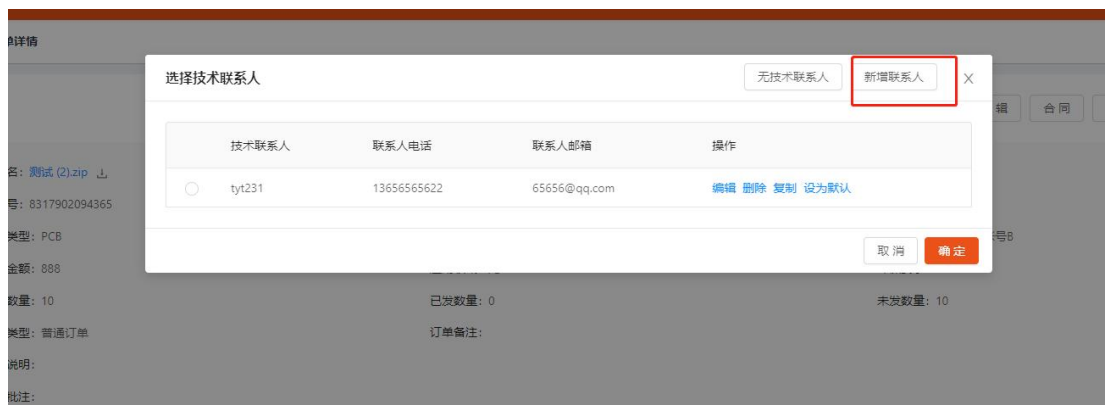 单详情
选择技术联系人 无技术联系人 新增联系人 X
辑 合同
技术联系人 联系人电话 联系人邮箱 操作
名: 测试 (2).zip
tyt231 13656565622 65656@qq.com 编辑 删除 复制 设为默认
号: 8317902094365
类型: PCB 号B
取消 确定
金额: 888
数量: 10 已发数量: 0 未发数量: 10
类型: 普通订单 订单备注:
说明:
批注: